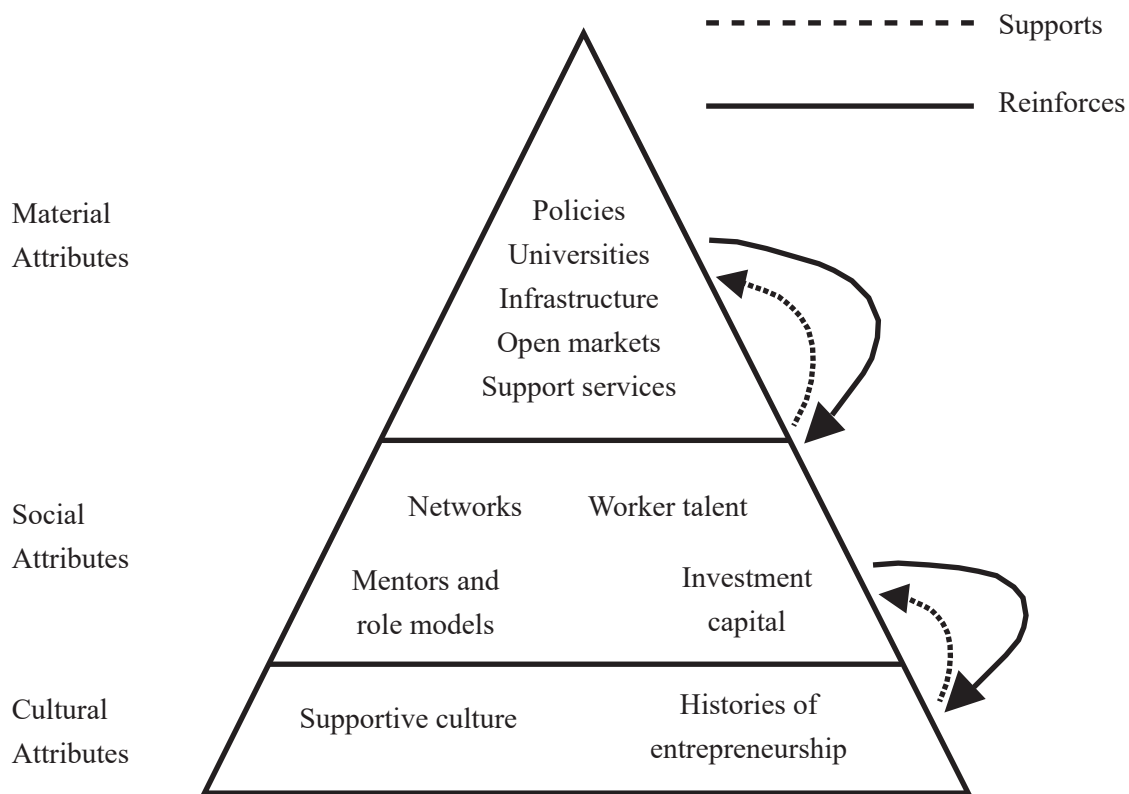 Supports
Reinforces
Material
Attributes
Policies
Universities
Infrastructure
Open markets
Support services
Social
Attributes
Networks
Worker talent
Mentors and
role models
Investment
capital
Cultural
Attributes
Supportive culture
Histories of
entrepreneurship